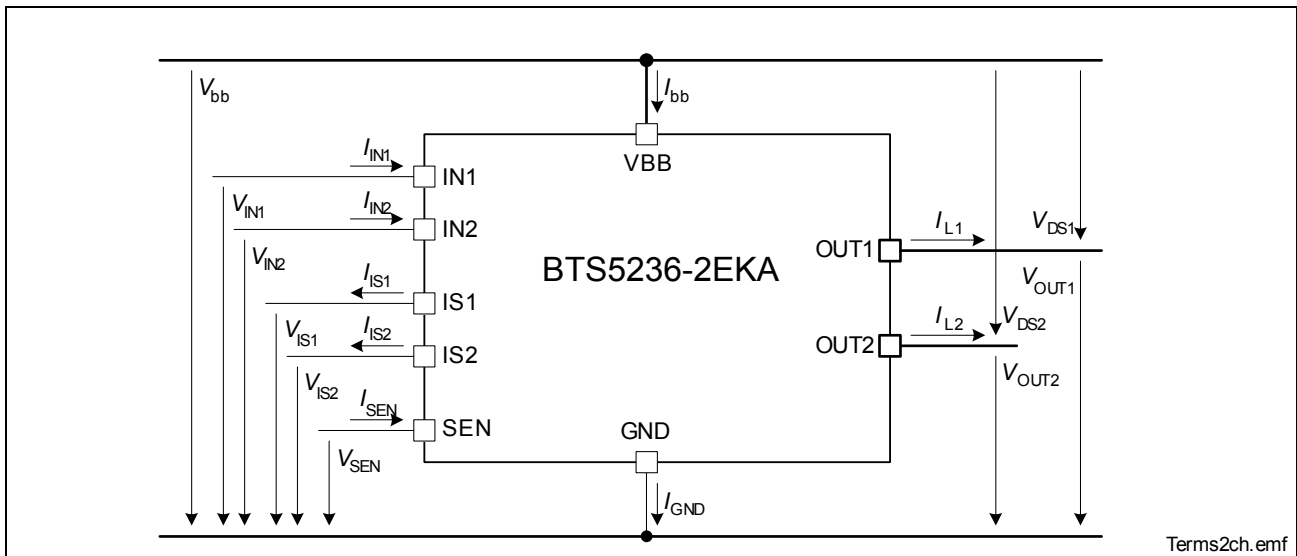 Vbb
Ibb
VBB
IIN1
IN1
VIN1
IIN2
IN2
VIN2
IIS1
IS1
VIS1
IIS2
IS2
VIS2
ISEN
SEN
VSEN
BTS5236-2EKA
OUT1
IL1
VDS1
VOUT1
OUT2
IL2
VDS2
VOUT2
GND
IGND
Terms2ch.emf